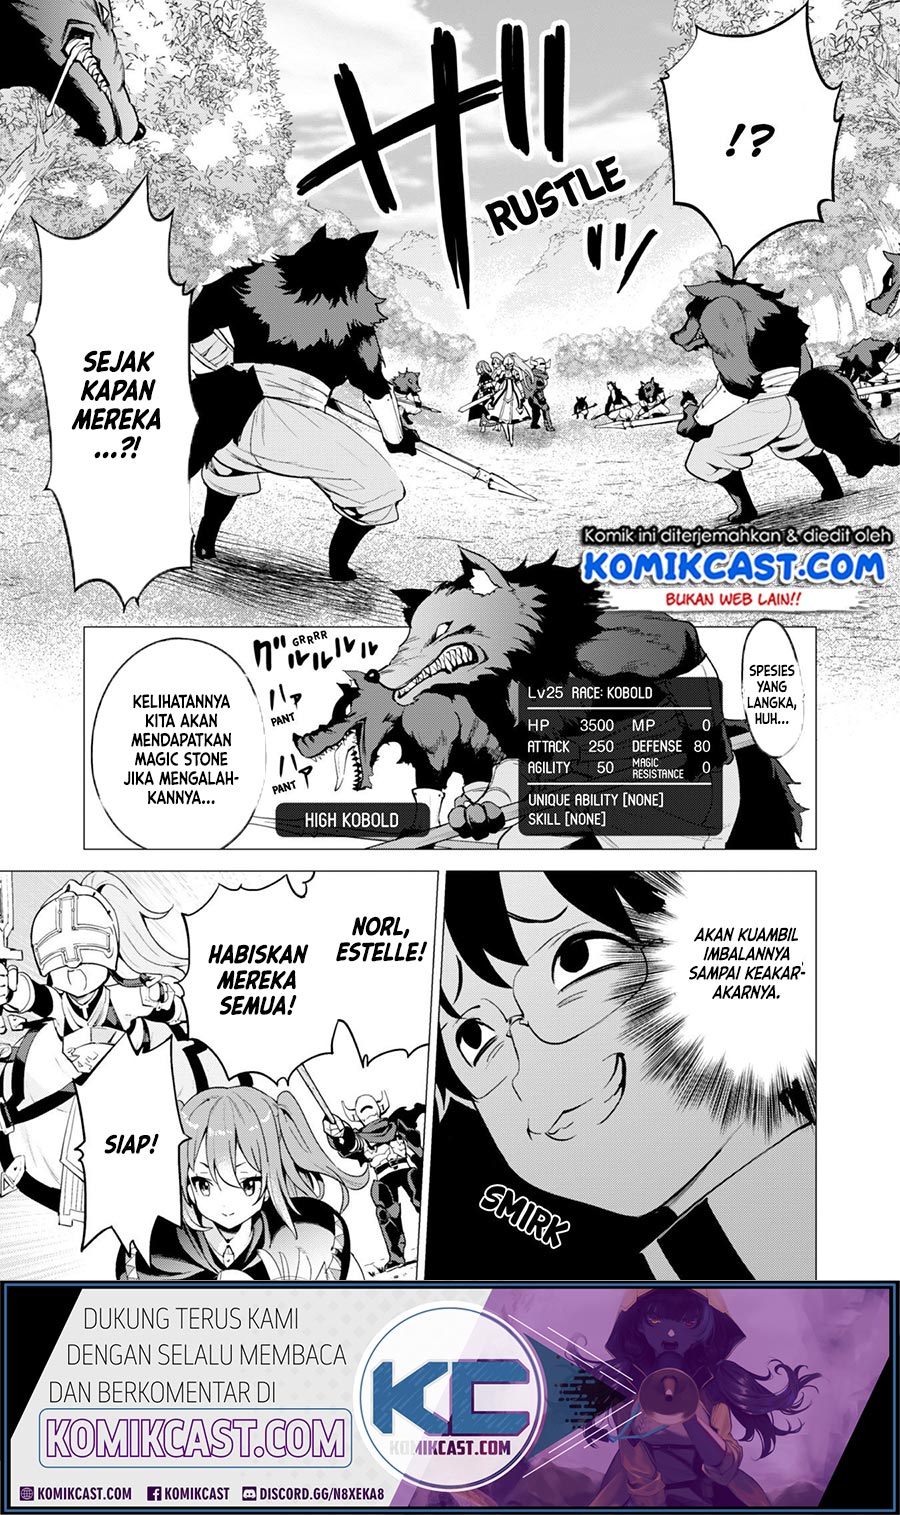 !?
ザッ
RUSTLE
SEJAK
KAPAN
MEREKA
...?!
Komik ini diterjemahkan & diedit oleh
KOMIKCAST.COM
BUKAN WEB LAIN!!
SPESIES
YANG
LANGKA,
HUH...
グルルルル
GRRRR
ハァ
PANT
ハァ
PANT
KELIHATANNYA
KITA AKAN
MENDAPATKAN
MAGIC STONE
JIKA MENGALAH-
KANNYA...
HIGH KOBOLD
Lv25 RACE: KOBOLD
HP 3500 MP 0
ATTACK 250 DEFENSE 80
AGILITY 50 MAGIC RESISTANCE 0
UNIQUE ABILITY [NONE]
SKILL [NONE]
AKAN KUAMBIL
IMBALANNYA
SAMPAI KEAKAR-
AKARNYA.
SMIRK
NORL,
ESTELLE!
HABISKAN
MEREKA
SEMUA!
SIAP!
DUKUNG TERUS KAMI
DENGAN SELALU MEMBACA
DAN BERKOMENTAR DI
KOMIKCAST.COM
KC
KOMIKCAST.COM
KOMIKCAST.COM KOMIKCAST DISCORD.GG/N8XEKA8